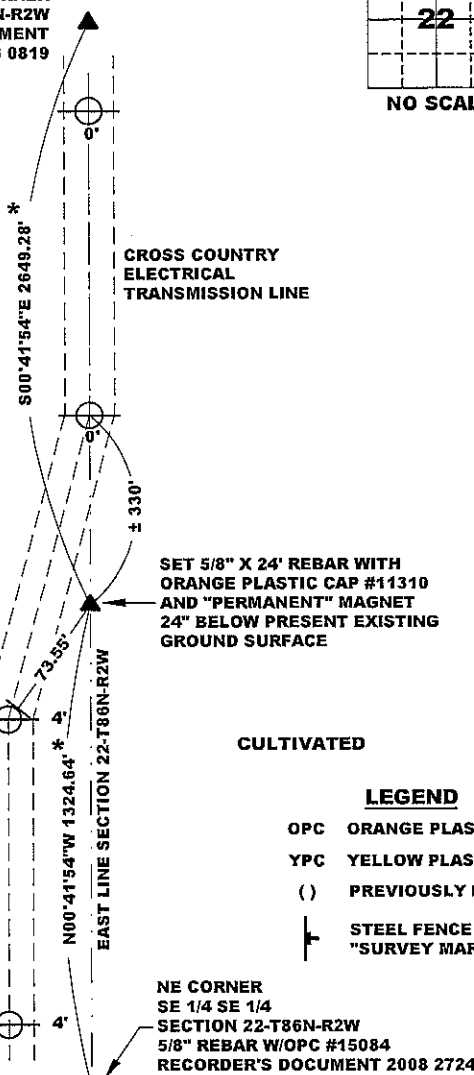 N-R2W
0819
22
0'
S00°41'54"E 2649.28' *
CROSS COUNTRY
ELECTRICAL
TRANSMISSION LINE
0'
± 330'
SET 5/8" X 24' REBAR WITH
ORANGE PLASTIC CAP #11310
AND "PERMANENT" MAGNET
24" BELOW PRESENT EXISTING
GROUND SURFACE
73.55'
4'
N00°41'54"W 1324.64' *
EAST LINE SECTION 22-T86N-R2W
CULTIVATED
LEGEND
OPC ORANGE PLAS
YPC YELLOW PLAS
( ) PREVIOUSLY
STEEL FENCE
"SURVEY MAR
4'
NE CORNER
SE 1/4 SE 1/4
SECTION 22-T86N-R2W
5/8" REBAR W/OPC #15084
RECORDER'S DOCUMENT 2008 2724
NO SCAL